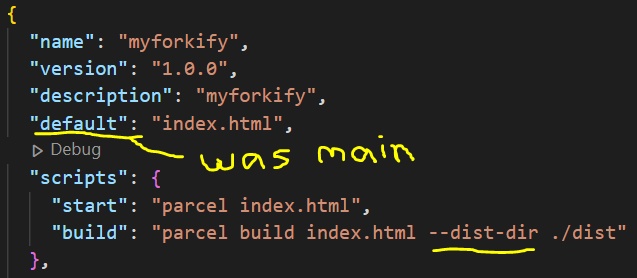 {
"name": "myforkify",
"version": "1.0.0",
"description": "myforkify",
"default": "index.html",
Debug
was main
"scripts": {
"start": "parcel index.html",
"build": "parcel build index.html --dist-dir ./dist"
},